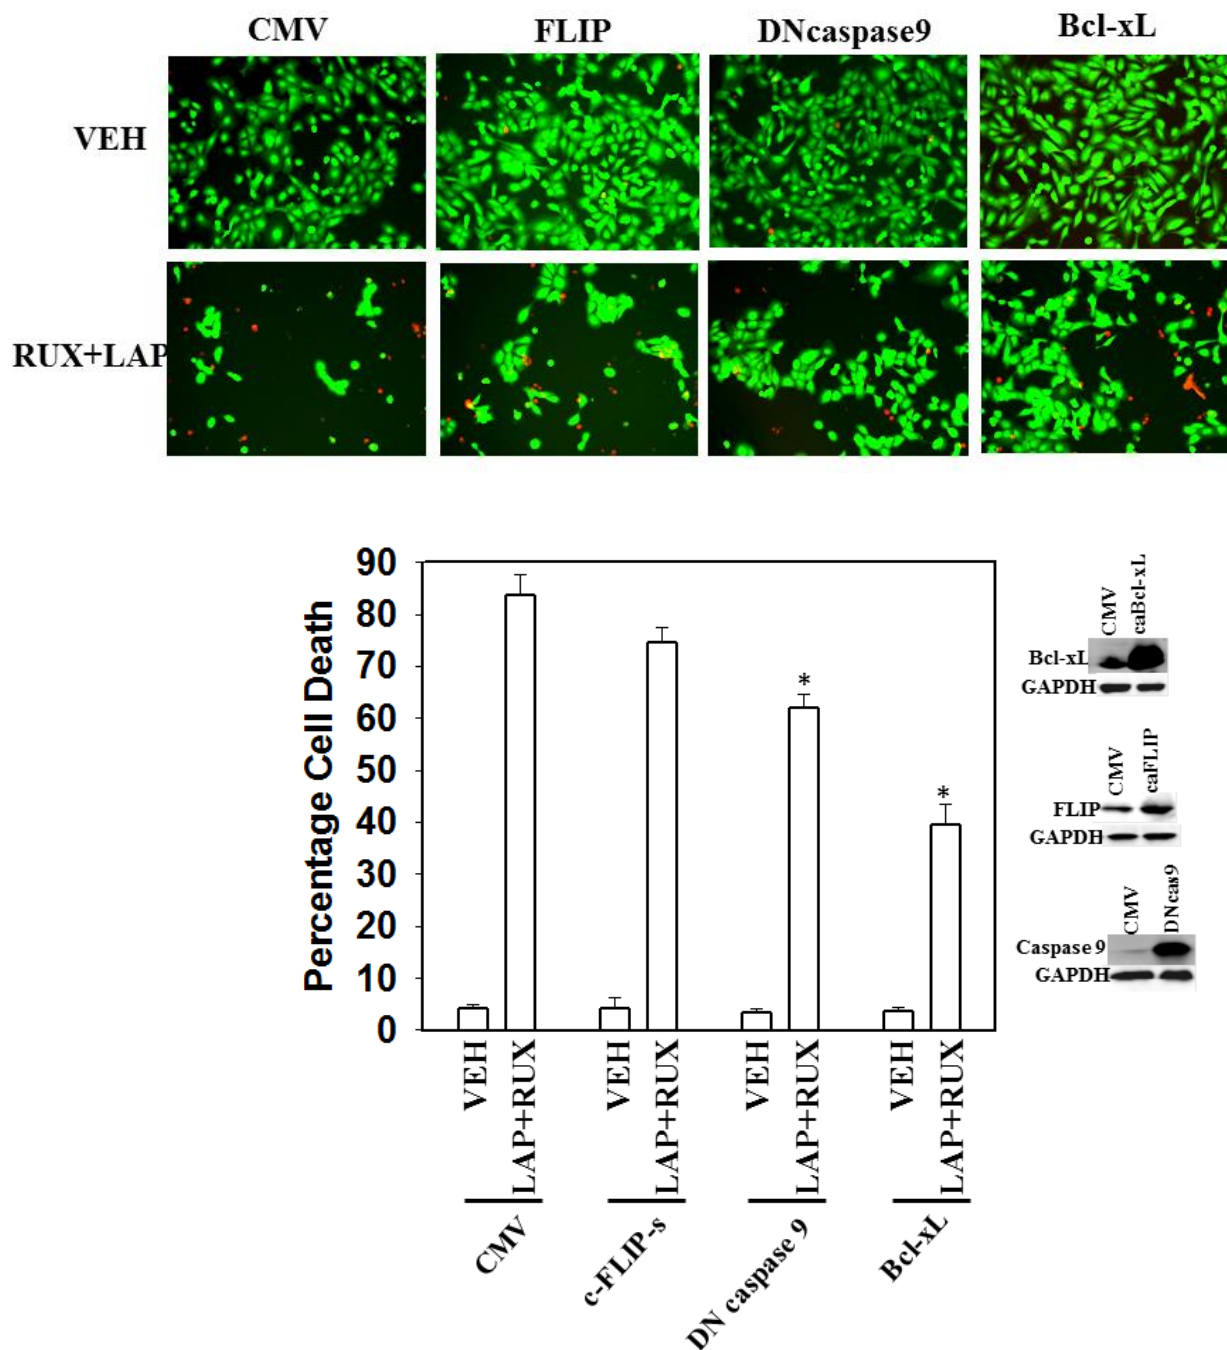 CMV FLIP DNcaspase9 Bcl-xL
VEH
RUX+LAP
Percentage Cell Death
90
80
70
60
50
40
30
20
10
0
*
*
VEH
LAP+RUX
VEH
LAP+RUX
VEH
LAP+RUX
VEH
LAP+RUX
CMV
c-FLIP-s
DN caspase 9
Bcl-xL
CMV
caBcl-xL
Bcl-xL
GAPDH
CMV
caFLIP
FLIP
GAPDH
CMV
DNcas9
Caspase 9
GAPDH